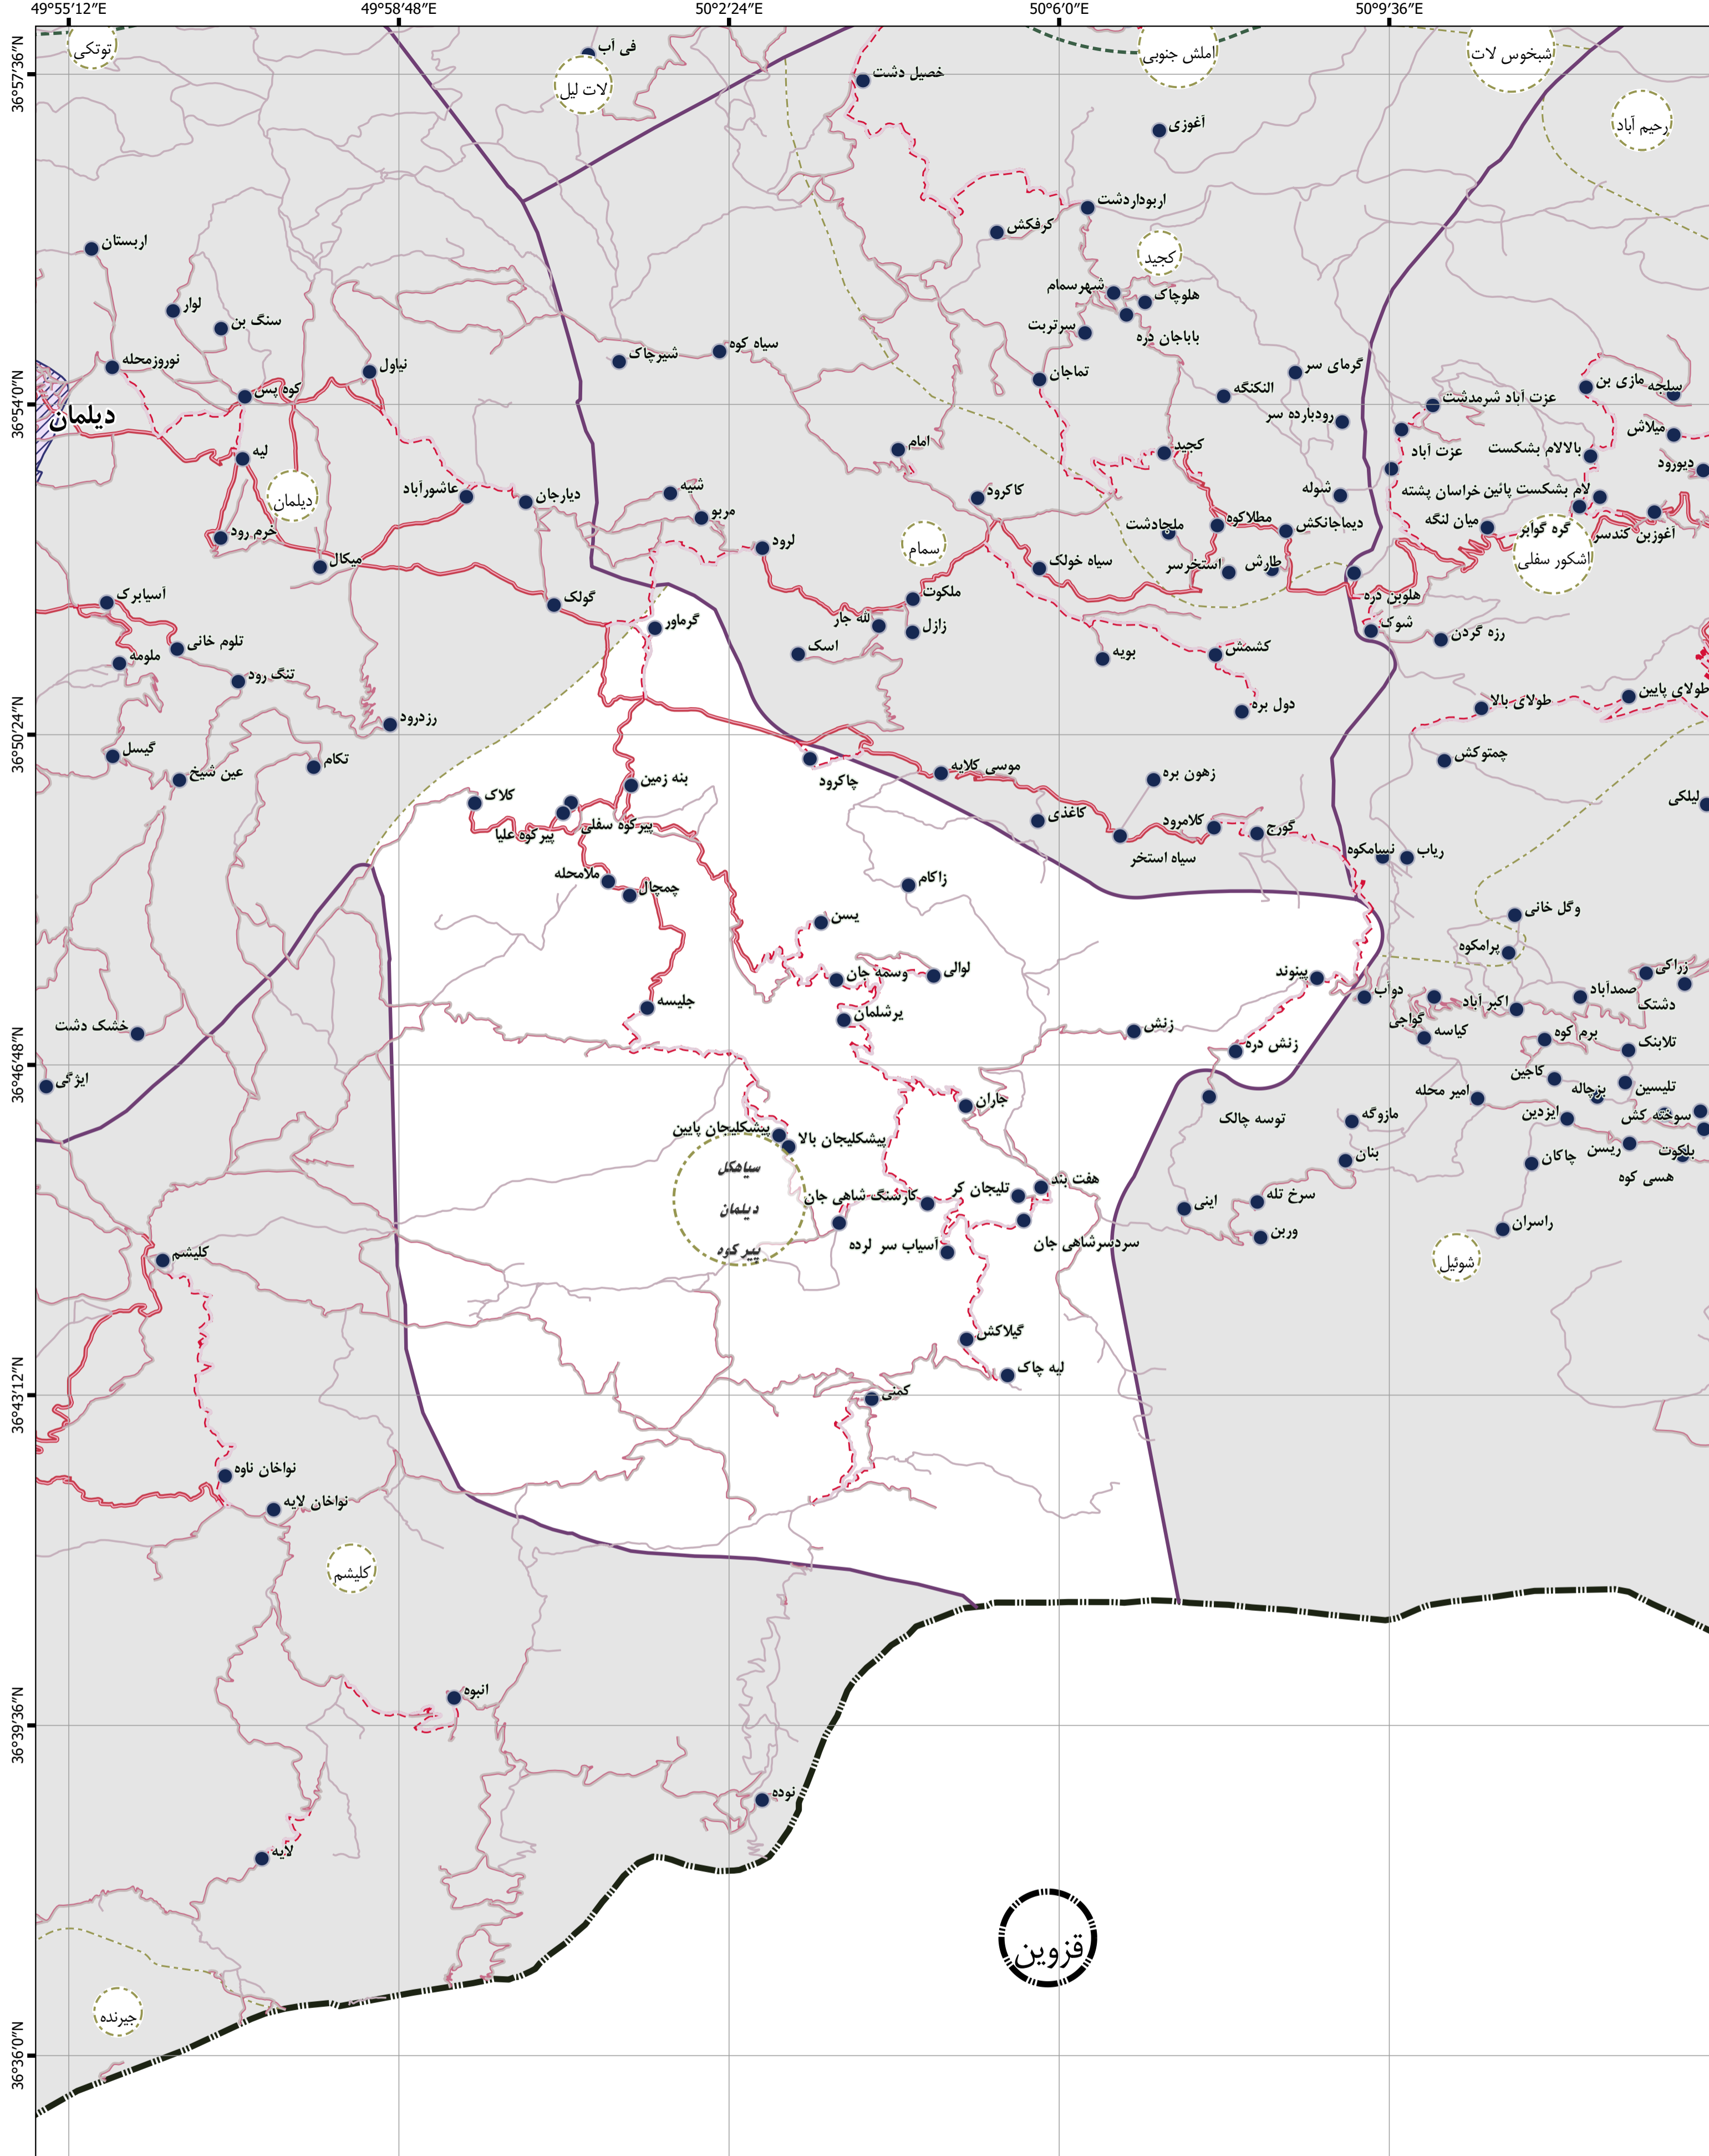 49°55'12"E 49°58'48"E 50°2'24"E 50°6'0"E 50°9'36"E
36°57'36"N
36°54'0"N
36°50'24"N
36°46'48"N
36°43'12"N
36°39'36"N
36°36'0"N
توتکی
فی آب
لات لیل
خصیل دشت
املش جنوبی
شبخوس لات
رحیم آباد
آغوزی
اربوداردشت
کرفکش
کجید
اربستان
لوار
سنگ بن
نوروزمحله
نیاول
کوه پس
دیلمان
لیه
دیلمان
خرم رود
میکال
عاشورآباد
دیارجان
شیرچاک
سیاه کوه
شهرسمام
هلوچاک
سرتربت
باباجان دره
تماجان
گرمای سر
النکنگه
رودبارده سر
عزت آباد شرمدشت
مازی بن
سلجه
میلاش
عزت آباد
بالالام بشکست
دیورود
امام
کجید
شوله
خراسان پشته
لام بشکست پائین
ثنیه
مربو
کاکرود
ملجادشت
مطلاکوه
دیماجانکش
میان لنگه
گره گوابر
آغوزبن کندسر
اشکور سفلی
لرود
سمام
سیاه خولک
استخرسر
طارش
هلوبن دره
آسیابرک
تلوم خانی
ملومه
تنگ رود
گولک
گرماور
ملکوت
لله جار
زازل
اسک
بویه
کشمش
شوک
رزه گردن
دول بره
طولای بالا
طولای پایین
رزدرود
گیسل
عین شیخ
تکام
چاکرود
موسی کلایه
زهون بره
چمتوکش
لیلکی
بنه زمین
کلاک
پیرکوه علیا
پیرکوه سفلی
کاغذی
کلامرود
گورج
سیاه استخر
نیسامکوه
ریاب
ملامحله
چمچال
زاکام
یسن
وگل خانی
پرامکوه
وسمه جان
لوالی
پینوند
دوآب
زراکی
دشتک
صمدآباد
اکبر آباد
گواجی
کیاسه
جلیسه
یرشلمان
زنش
زنش دره
برم کوه
تلابنک
خشک دشت
ایژگی
کاجین
تلیسین
بزچاله
امیر محله
ایزدین
سوخته کش
جاران
توسه چالک
مازوگه
پیشکلیجان پایین
پیشکلیجان بالا
بنان
چاکان
ریسن
بلکوت
هسی کوه
سیاهکل
دیلمان
پیر کوه
کارسنگ شاهی جان
تلیجان کر
هفت بند
اینی
سرخ تله
وربن
راسران
آسیاب سر لرده
سردسرشاهی جان
شوئیل
کلیشم
گیلاکش
لیه چاک
کمنی
نواخان ناوه
نواخان لایه
کلیشم
انبوه
نوده
لایه
قزوین
جیرنده